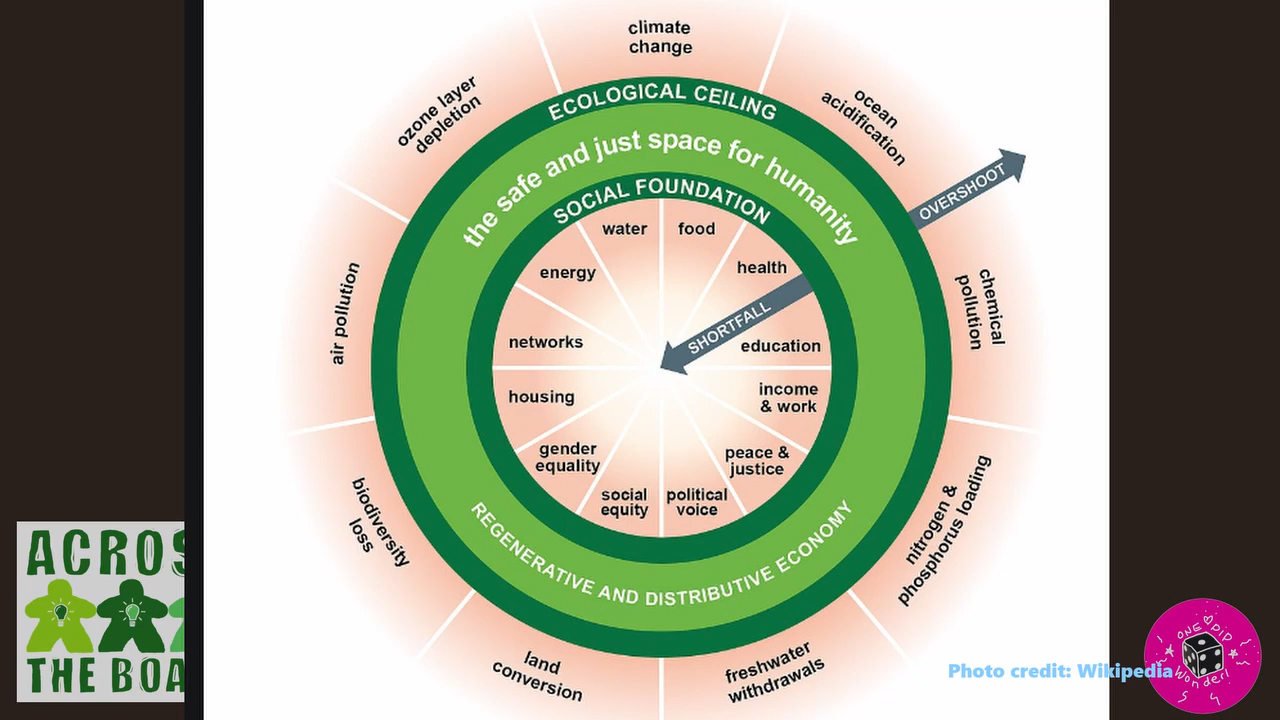 climate
change
ozone layer
depletion
ocean
acidification
ECOLOGICAL CEILING
the safe and just space for humanity
SOCIAL FOUNDATION
OVERSHOOT
water
food
energy
health
SHORTFALL
air pollution
chemical
pollution
networks
education
housing
income
& work
gender
equality
peace &
justice
social
equity
political
voice
REGENERATIVE AND DISTRIBUTIVE ECONOMY
biodiversity
loss
nitrogen &
phosphorus loading
land
conversion
freshwater
withdrawals
ACROS
THE BOA
Photo credit: Wikipedia
ONE
Wonder!